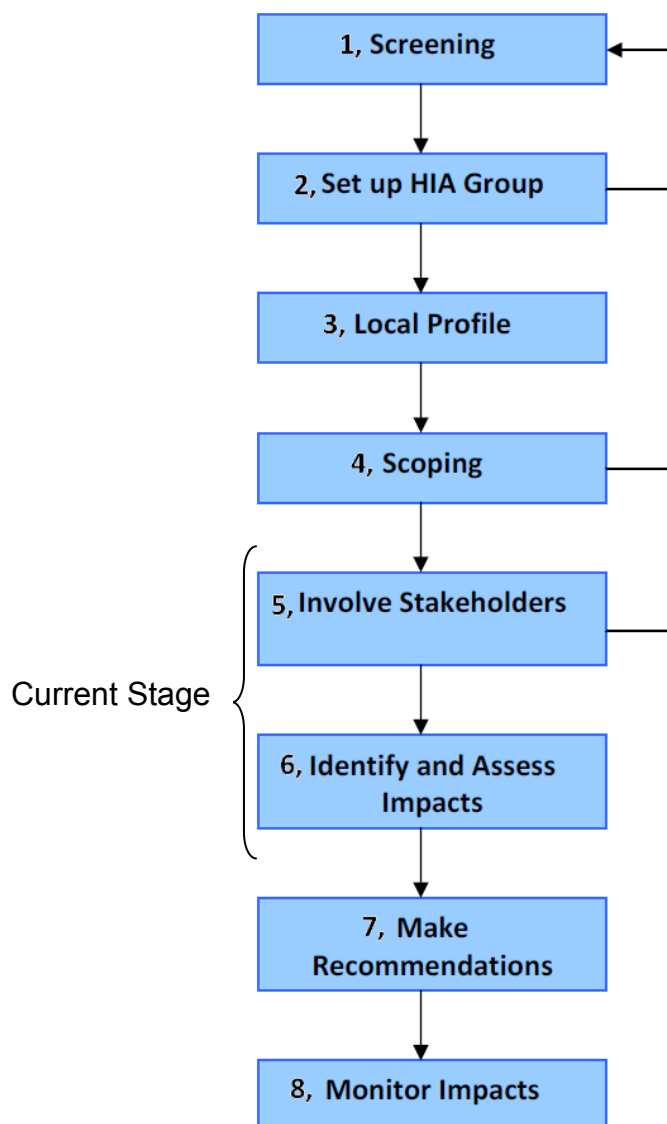 1, Screening
2, Set up HIA Group
3, Local Profile
4, Scoping
5, Involve Stakeholders
Current Stage
6, Identify and Assess
Impacts
7, Make
Recommendations
8, Monitor Impacts